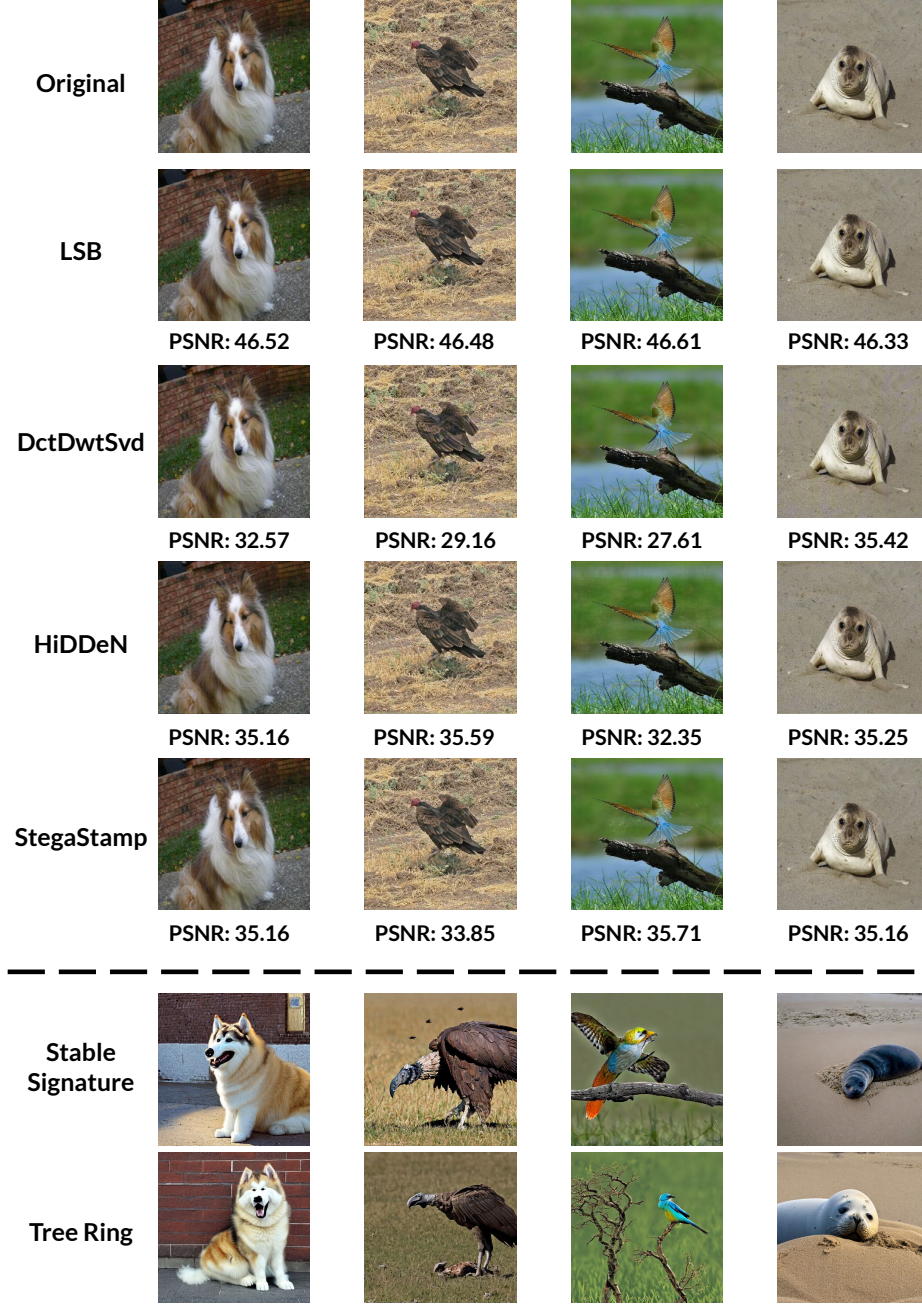 Original
LSB
PSNR: 46.52 PSNR: 46.48 PSNR: 46.61 PSNR: 46.33
DctDwtSvd
PSNR: 32.57 PSNR: 29.16 PSNR: 27.61 PSNR: 35.42
HiDDeN
PSNR: 35.16 PSNR: 35.59 PSNR: 32.35 PSNR: 35.25
StegaStamp
PSNR: 35.16 PSNR: 33.85 PSNR: 35.71 PSNR: 35.16
Stable
Signature
Tree Ring